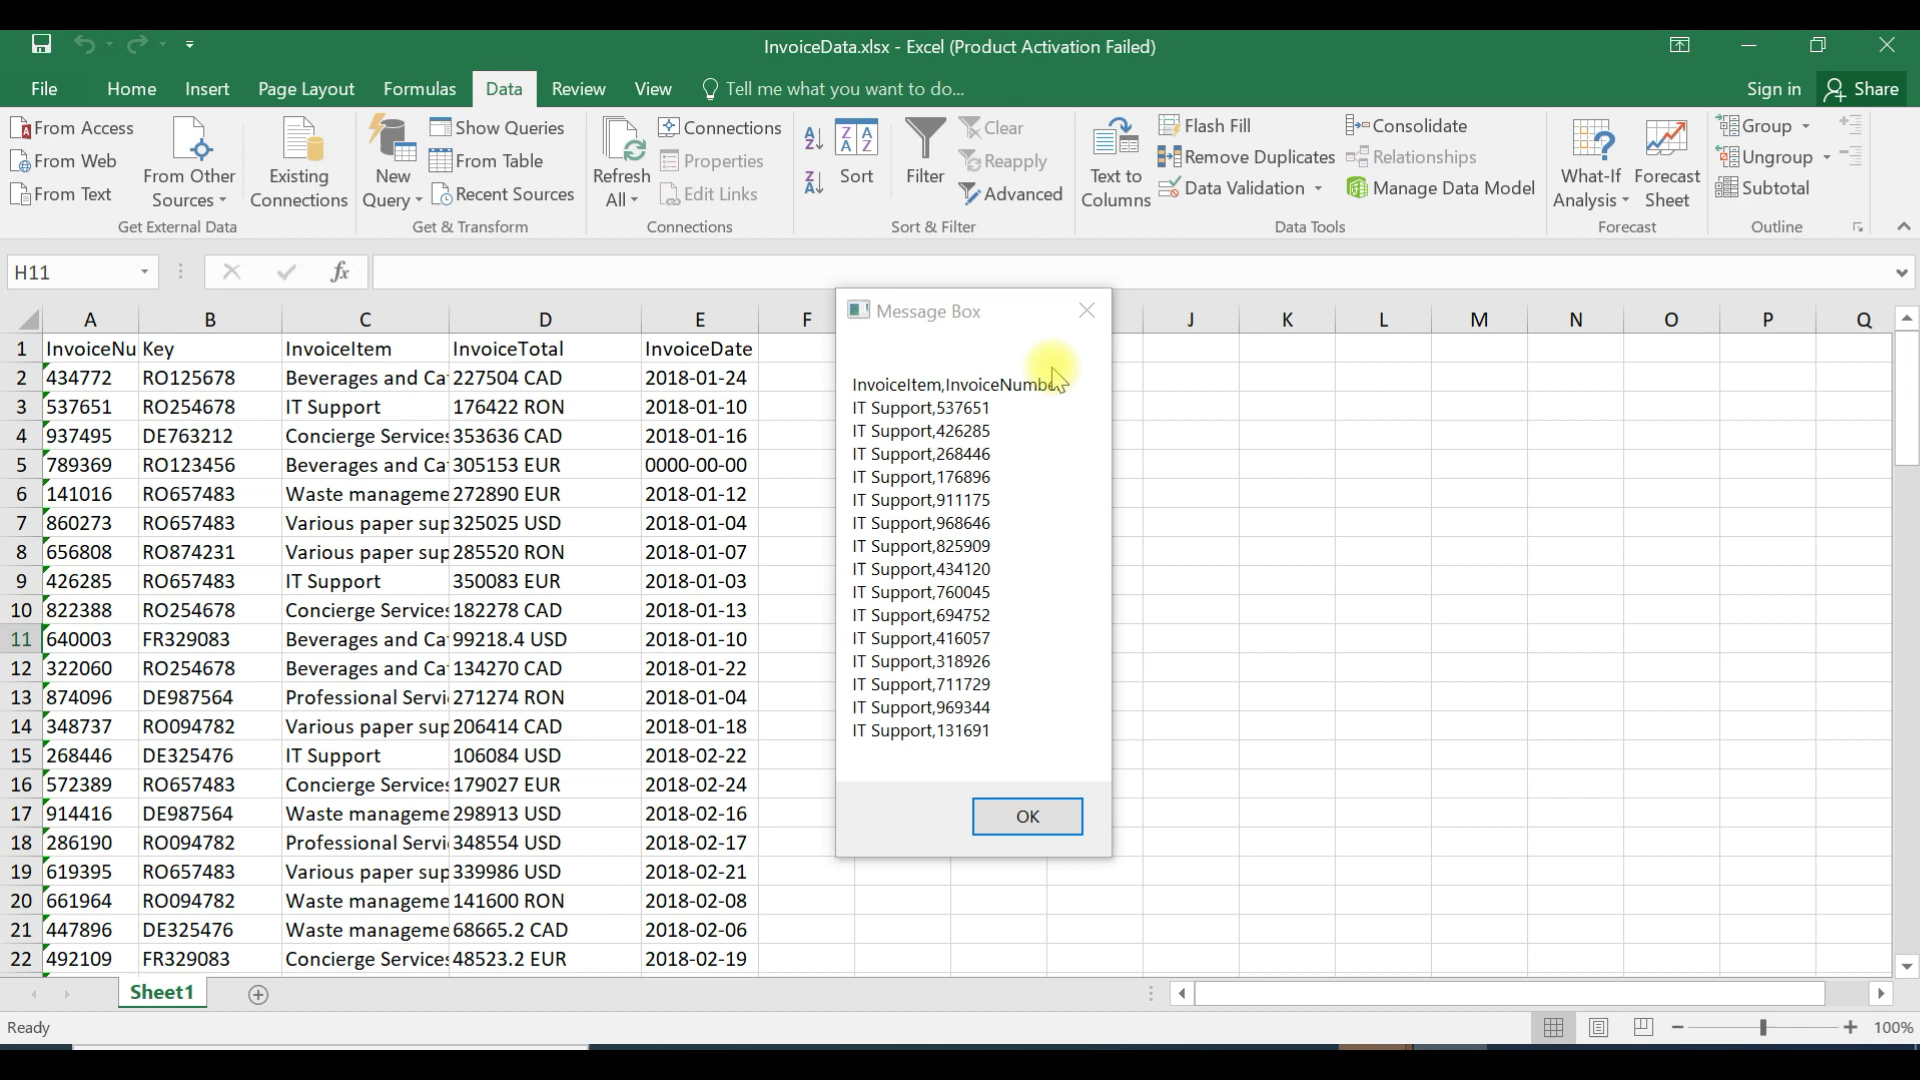 InvoiceData.xlsx - Excel (Product Activation Failed)
File Home Insert Page Layout Formulas Data Review View Tell me what you want to do... Sign in Share
From Access
From Web
From Text
From Other Sources
Existing Connections
Get External Data
New Query
Show Queries
From Table
Recent Sources
Get & Transform
Refresh All
Connections
Properties
Edit Links
Connections
Sort
Filter
Clear
Reapply
Advanced
Sort & Filter
Text to Columns
Flash Fill
Remove Duplicates
Data Validation
Consolidate
Relationships
Manage Data Model
Data Tools
What-If Analysis
Forecast Sheet
Forecast
Group
Ungroup
Subtotal
Outline
H11 fx
A B C D E F J K L M N O P Q
1 InvoiceNu Key InvoiceItem InvoiceTotal InvoiceDate
2 434772 RO125678 Beverages and Ca 227504 CAD 2018-01-24
3 537651 RO254678 IT Support 176422 RON 2018-01-10
4 937495 DE763212 Concierge Services 353636 CAD 2018-01-16
5 789369 RO123456 Beverages and Ca 305153 EUR 0000-00-00
6 141016 RO657483 Waste manageme 272890 EUR 2018-01-12
7 860273 RO657483 Various paper sup 325025 USD 2018-01-04
8 656808 RO874231 Various paper sup 285520 RON 2018-01-07
9 426285 RO657483 IT Support 350083 EUR 2018-01-03
10 822388 RO254678 Concierge Services 182278 CAD 2018-01-13
11 640003 FR329083 Beverages and Ca 99218.4 USD 2018-01-10
12 322060 RO254678 Beverages and Ca 134270 CAD 2018-01-22
13 874096 DE987564 Professional Servi 271274 RON 2018-01-04
14 348737 RO094782 Various paper sup 206414 CAD 2018-01-18
15 268446 DE325476 IT Support 106084 USD 2018-02-22
16 572389 RO657483 Concierge Services 179027 EUR 2018-02-24
17 914416 DE987564 Waste manageme 298913 USD 2018-02-16
18 286190 RO094782 Professional Servi 348554 USD 2018-02-17
19 619395 RO657483 Various paper sup 339986 USD 2018-02-21
20 661964 RO094782 Waste manageme 141600 RON 2018-02-08
21 447896 DE325476 Waste manageme 68665.2 CAD 2018-02-06
22 492109 FR329083 Concierge Services 48523.2 EUR 2018-02-19
Message Box
InvoiceItem,InvoiceNumber
IT Support,537651
IT Support,426285
IT Support,268446
IT Support,176896
IT Support,911175
IT Support,968646
IT Support,825909
IT Support,434120
IT Support,760045
IT Support,694752
IT Support,416057
IT Support,318926
IT Support,711729
IT Support,969344
IT Support,131691
OK
Sheet1
Ready
100%